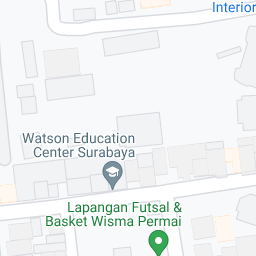 Interior
Watson Education
Center Surabaya
Lapangan Futsal &
Basket Wisma Permai